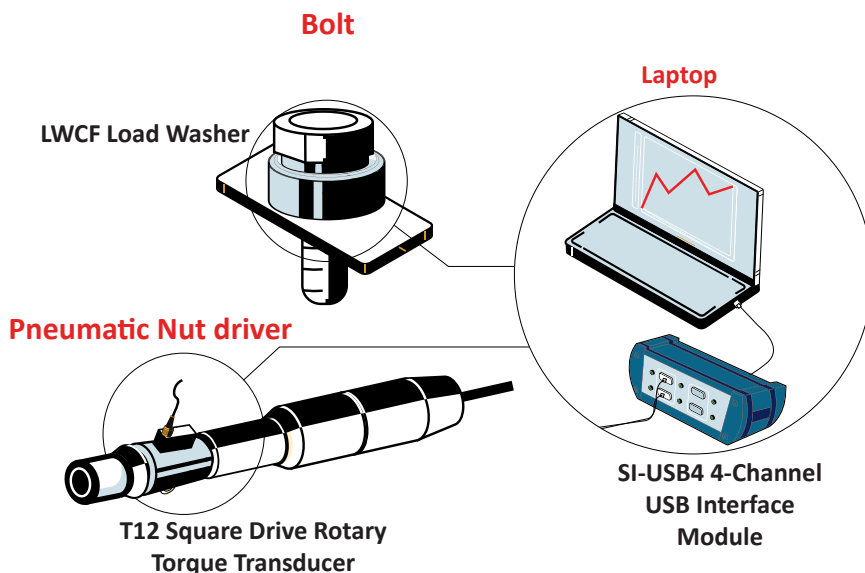 Bolt
Laptop
LWCF Load Washer
Pneumatic Nut driver
SI-USB4 4-Channel
USB Interface
Module
T12 Square Drive Rotary
Torque Transducer